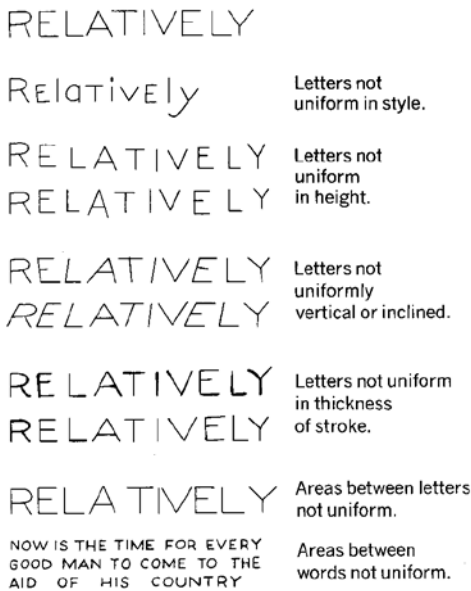 RELATIVELY
RElaTivEly
Letters not
uniform in style.
RELATIVELY
RELATIVELY
Letters not
uniform
in height.
RELATIVELY
RELATIVELY
Letters not
uniformly
vertical or inclined.
RELATIVELY
RELATIVELY
Letters not uniform
in thickness
of stroke.
RELA TIVELY
Areas between letters
not uniform.
NOW IS THE TIME FOR EVERY
GOOD MAN TO COME TO THE
AID OF HIS COUNTRY
Areas between
words not uniform.